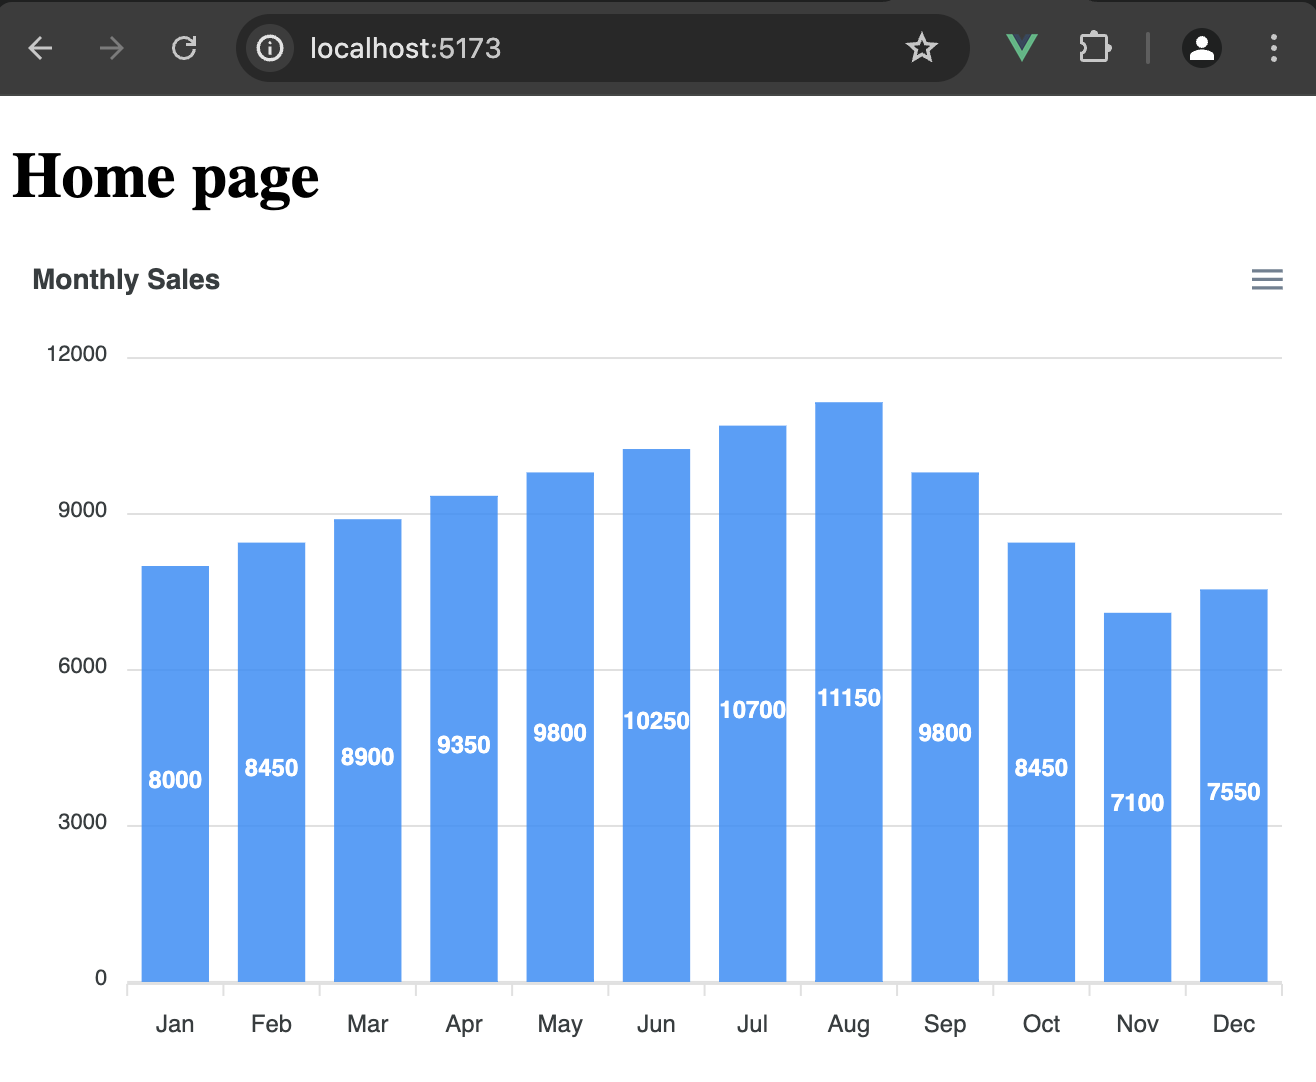 localhost:5173
Home page
Monthly Sales
12000
9000
6000
3000
0
8000 8450 8900 9350 9800 10250 10700 11150 9800 8450 7100 7550
Jan Feb Mar Apr May Jun Jul Aug Sep Oct Nov Dec